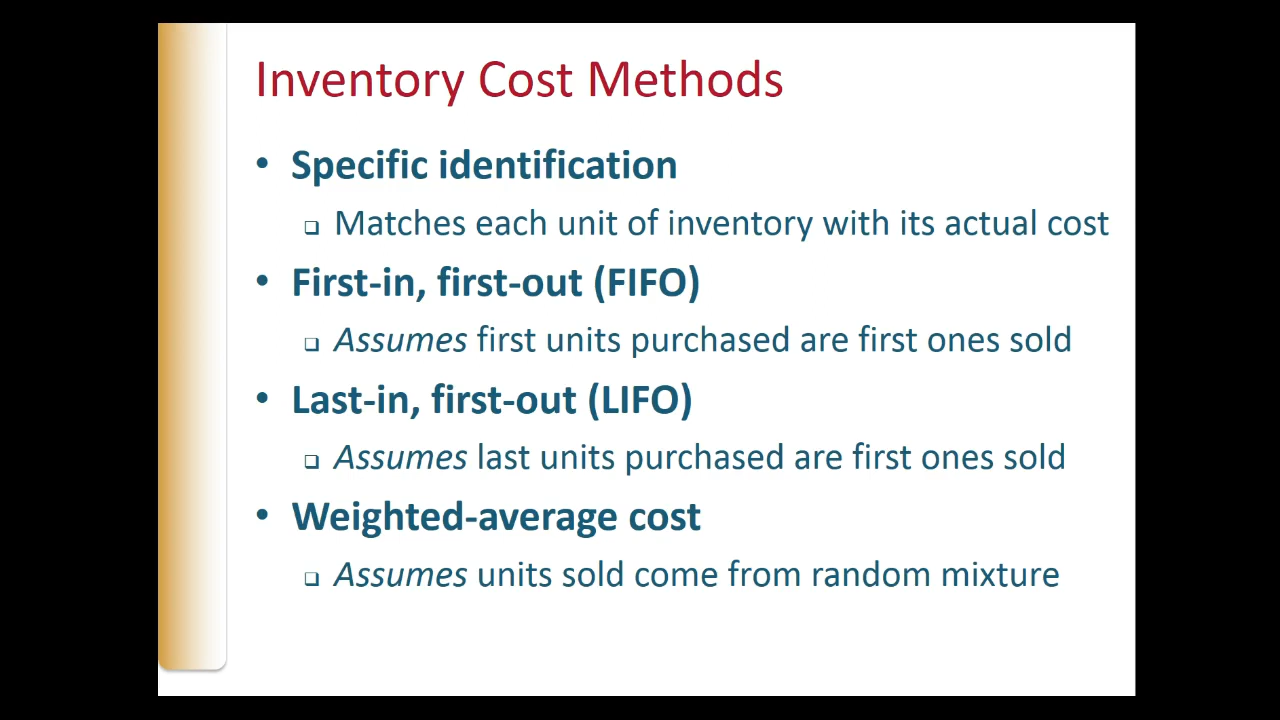 Inventory Cost Methods
• Specific identification
❑ Matches each unit of inventory with its actual cost
• First-in, first-out (FIFO)
❑ Assumes first units purchased are first ones sold
• Last-in, first-out (LIFO)
❑ Assumes last units purchased are first ones sold
• Weighted-average cost
❑ Assumes units sold come from random mixture